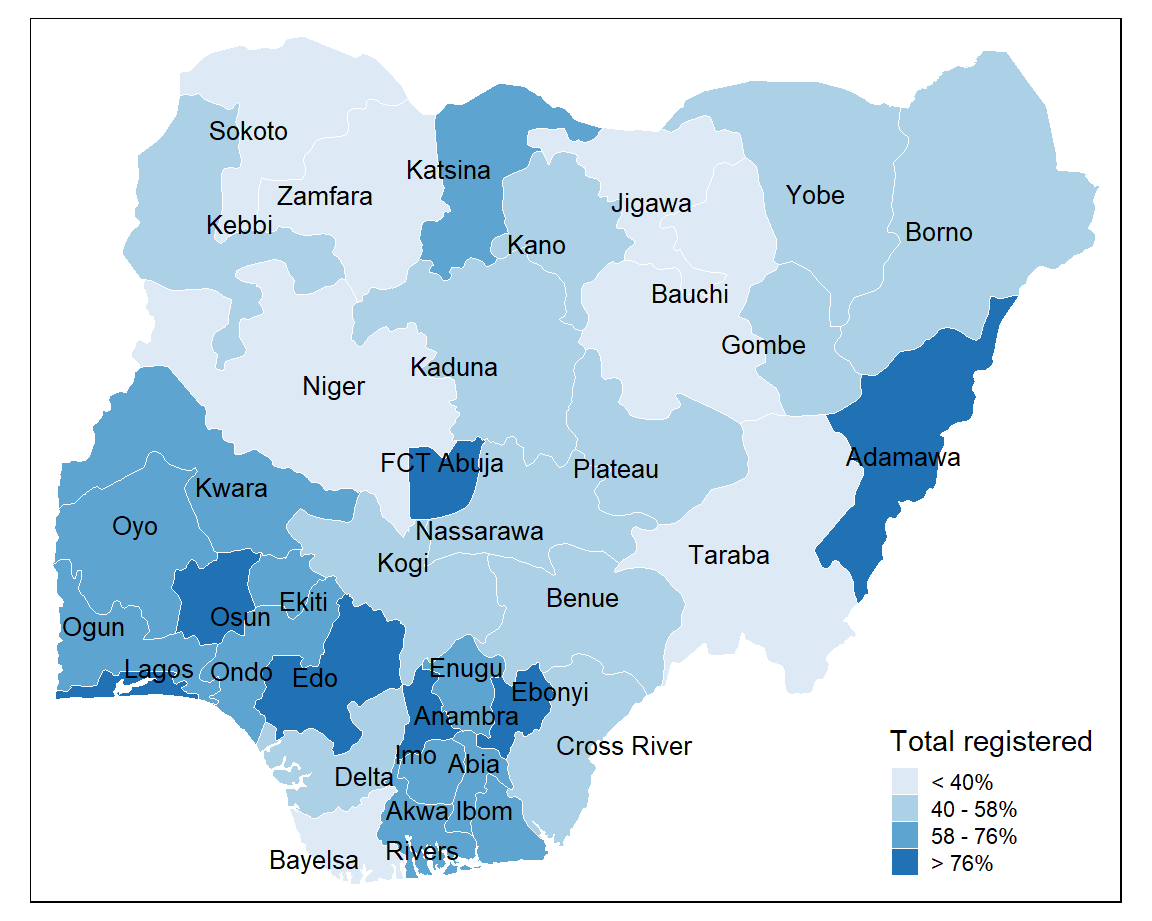 Sokoto
Katsina
Zamfara
Jigawa
Yobe
Kebbi
Kano
Borno
Bauchi
Gombe
Kaduna
Niger
FCT Abuja
Plateau
Adamawa
Kwara
Oyo
Nassarawa
Kogi
Taraba
Benue
Ekiti
Osun
Ogun
Lagos
Ondo
Edo
Enugu
Ebonyi
Anambra
Cross River
Imo
Abia
Delta
Akwa Ibom
Rivers
Bayelsa
Total registered
< 40%
40 - 58%
58 - 76%
> 76%